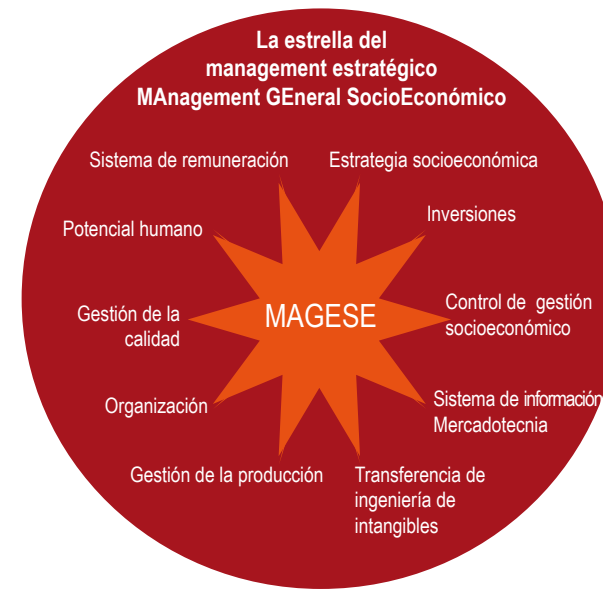 La estrella del
management estratégico
MAnagement GEneral SocioEconómico
Sistema de remuneración
Estrategia socioeconómica
Potencial humano
Inversiones
Gestión de la
calidad
MAGESE
Control de gestión
socioeconómico
Organización
Sistema de información
Mercadotecnia
Gestión de la producción
Transferencia de
ingeniería de
intangibles